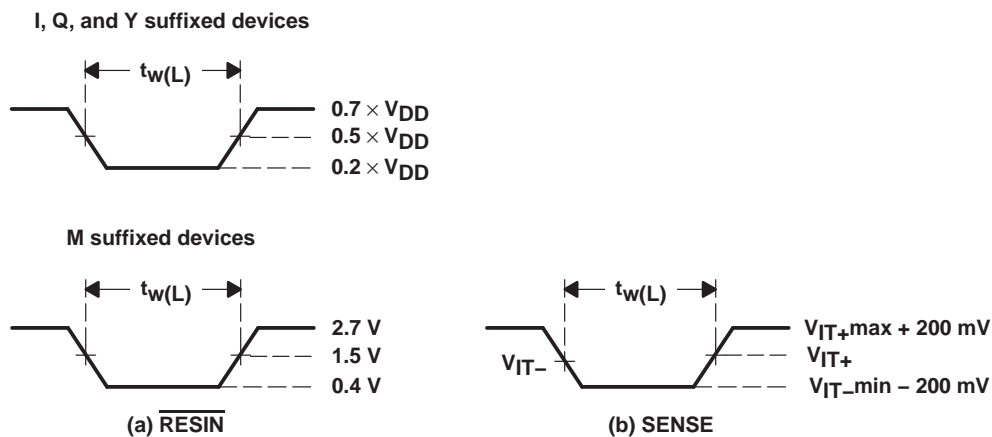 I, Q, and Y suffixed devices
tw(L)
0.7 × VDD
0.5 × VDD
0.2 × VDD
M suffixed devices
tw(L)
2.7 V
1.5 V
0.4 V
(a) RESIN
tw(L)
VIT−
VIT+max + 200 mV
VIT+
VIT−min − 200 mV
(b) SENSE